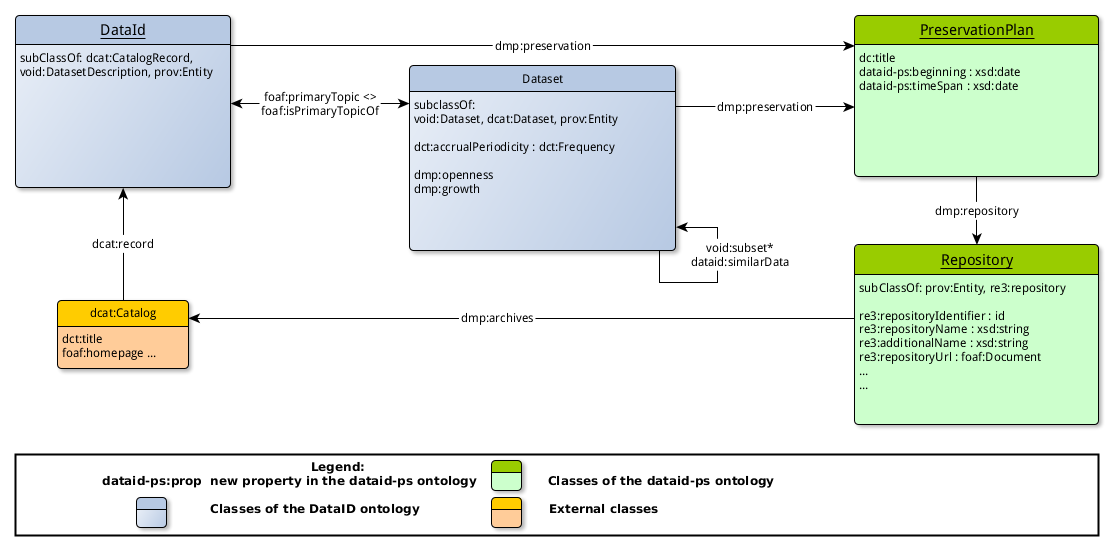 DataId
subClassOf: dcat:CatalogRecord,
void:DatasetDescription, prov:Entity
dmp:preservation
foaf:primaryTopic <>
foaf:isPrimaryTopicOf
Dataset
subclassOf:
void:Dataset, dcat:Dataset, prov:Entity
dct:accrualPeriodicity : dct:Frequency
dmp:openness
dmp:growth
dmp:preservation
PreservationPlan
dc:title
dataid-ps:beginning : xsd:date
dataid-ps:timeSpan : xsd:date
dmp:repository
dcat:record
void:subset*
dataid:similarData
Repository
subClassOf: prov:Entity, re3:repository
re3:repositoryIdentifier : id
re3:repositoryName : xsd:string
re3:additionalName : xsd:string
re3:repositoryUrl : foaf:Document
...
...
dcat:Catalog
dct:title
foaf:homepage ...
dmp:archives
Legend:
dataid-ps:prop  new property in the dataid-ps ontology
Classes of the dataid-ps ontology
Classes of the DataID ontology
External classes